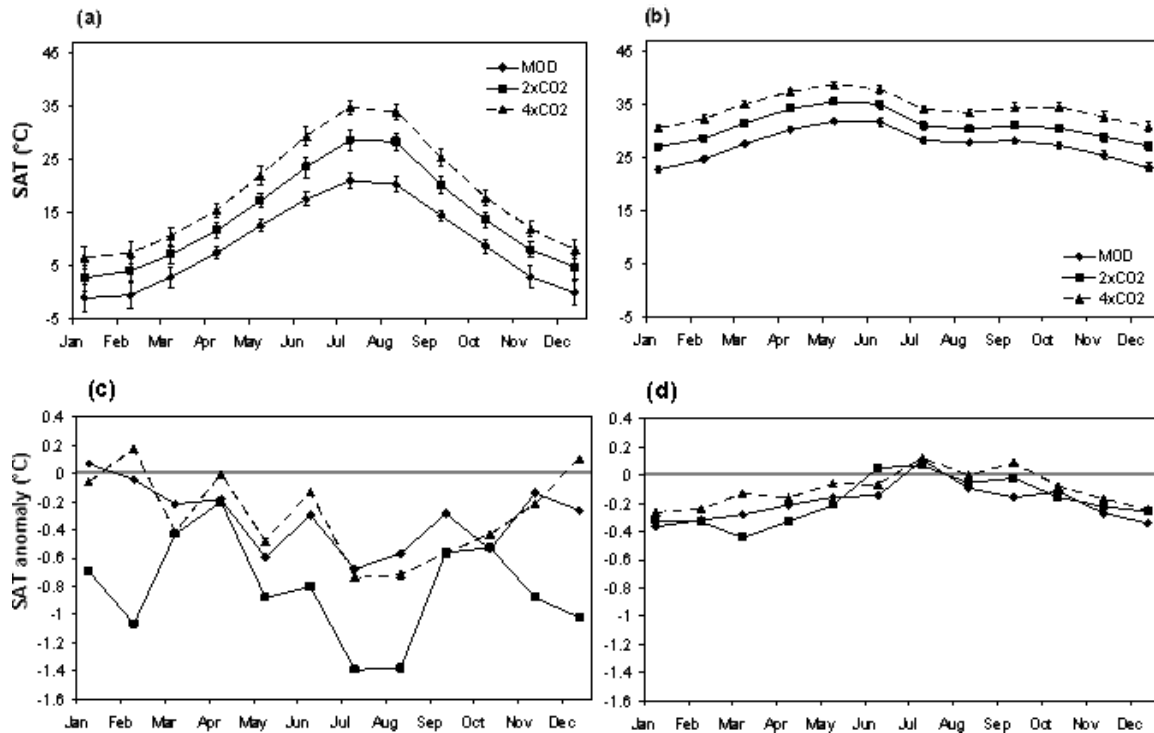 (a)
SAT (°C)
45
35
25
15
5
-5
MOD
2xCO2
4xCO2
Jan Feb Mar Apr May Jun Jul Aug Sep Oct Nov Dec
(b)
45
35
25
15
5
-5
MOD
2xCO2
4xCO2
Jan Feb Mar Apr May Jun Jul Aug Sep Oct Nov Dec
(c)
SAT anomaly (°C)
0.4
0.2
0
-0.2
-0.4
-0.6
-0.8
-1
-1.2
-1.4
-1.6
Jan Feb Mar Apr May Jun Jul Aug Sep Oct Nov Dec
(d)
0.4
0.2
0
-0.2
-0.4
-0.6
-0.8
-1
-1.2
-1.4
-1.6
Jan Feb Mar Apr May Jun Jul Aug Sep Oct Nov Dec